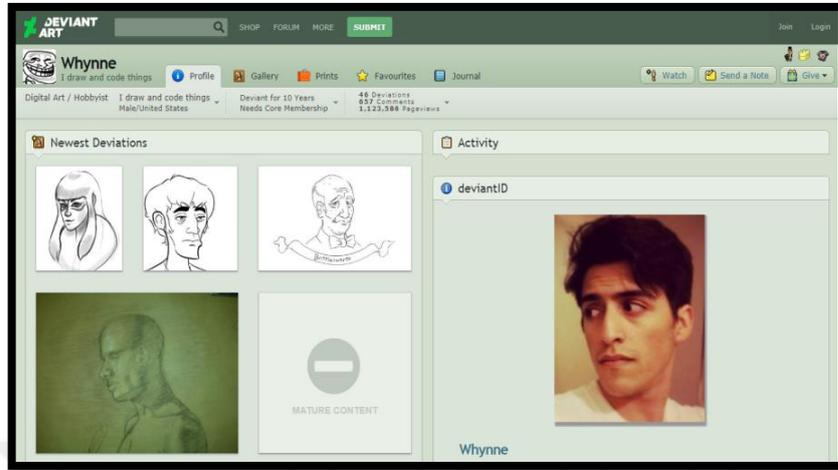 DEVIANT
ART
SHOP FORUM MORE SUBMIT Join Login
Whynne
I draw and code things
Profile Gallery Prints Favourites Journal Watch Send a Note Give
Digital Art / Hobbyist
I draw and code things
Male/United States
Deviant for 10 Years
Needs Core Membership
46 Deviations
657 Comments
1,123,588 Pageviews
Newest Deviations
Activity
deviantID
MATURE CONTENT
Whynne